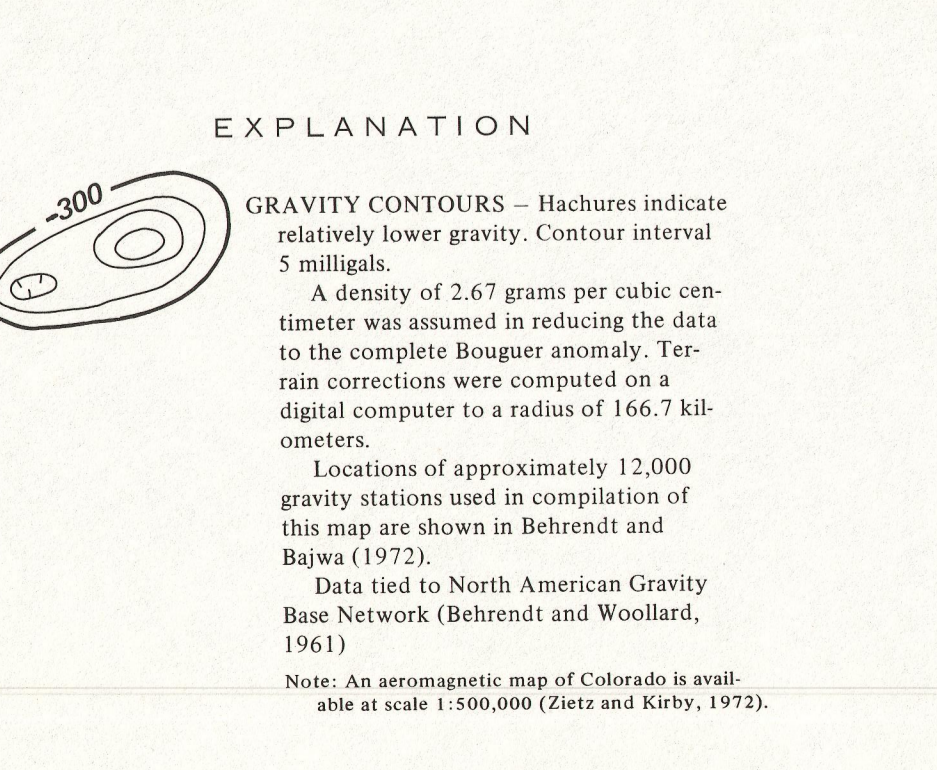 EXPLANATION
-300
GRAVITY CONTOURS – Hachures indicate
relatively lower gravity. Contour interval
5 milligals.
A density of 2.67 grams per cubic cen-
timeter was assumed in reducing the data
to the complete Bouguer anomaly. Ter-
rain corrections were computed on a
digital computer to a radius of 166.7 kil-
ometers.
Locations of approximately 12,000
gravity stations used in compilation of
this map are shown in Behrendt and
Bajwa (1972).
Data tied to North American Gravity
Base Network (Behrendt and Woollard,
1961)
Note: An aeromagnetic map of Colorado is avail-
able at scale 1:500,000 (Zietz and Kirby, 1972).